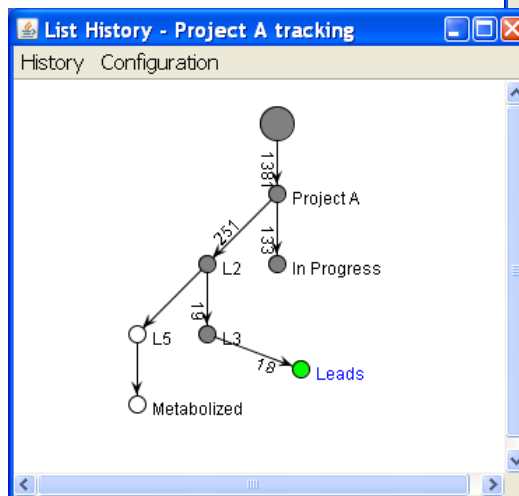 List History - Project A tracking
History Configuration
1381
Project A
251
133
L2
In Progress
19
L5
L3
18
Leads
Metabolized